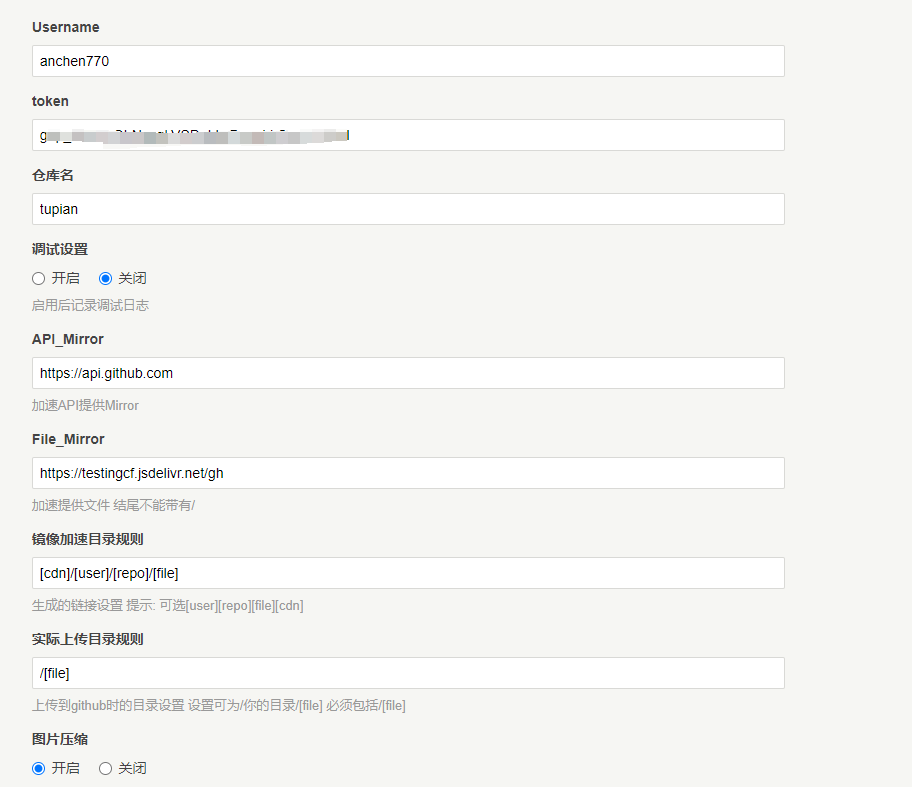 Username
anchen770
token
仓库名
tupian
调试设置
开启 关闭
启用后记录调试日志
API_Mirror
https://api.github.com
加速API提供Mirror
File_Mirror
https://testingcf.jsdelivr.net/gh
加速提供文件 结尾不能带有/
镜像加速目录规则
[cdn]/[user]/[repo]/[file]
生成的链接设置 提示: 可选[user][repo][file][cdn]
实际上传目录规则
/[file]
上传到github时的目录设置 设置可为/你的目录/[file] 必须包括/[file]
图片压缩
开启 关闭